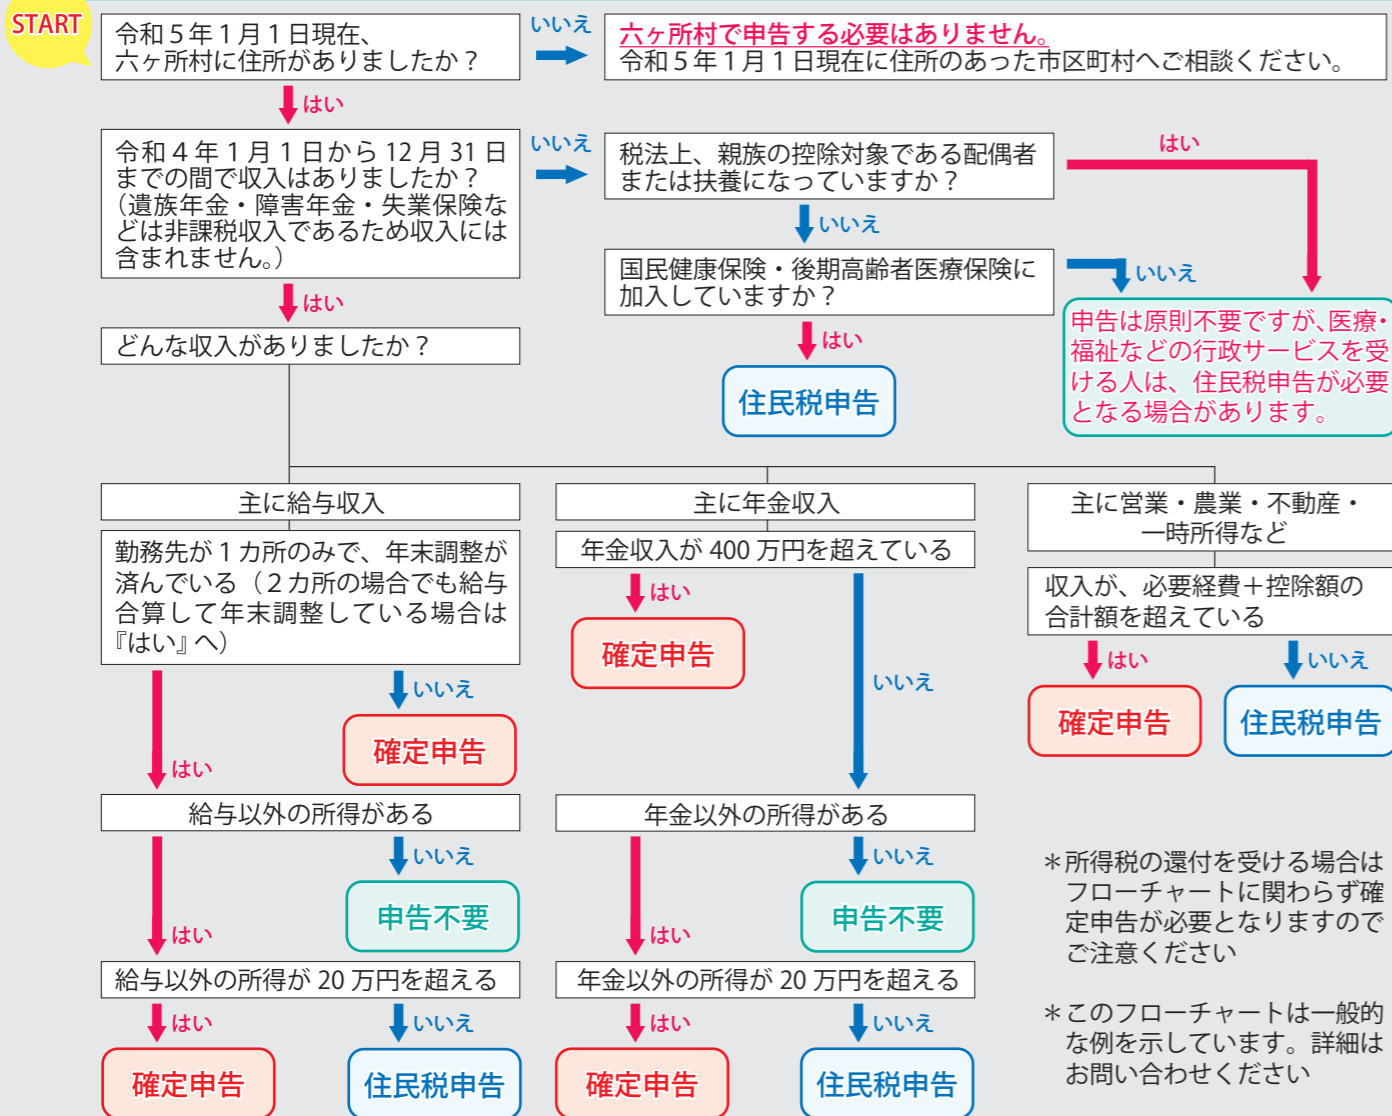 START
令和５年１月１日現在、
六ヶ所村に住所がありましたか？
いいえ
六ヶ所村で申告する必要はありません。
令和５年１月１日現在に住所のあった市区町村へご相談ください。
はい
令和４年１月１日から 12 月 31 日
までの間で収入はありましたか？
（遺族年金・障害年金・失業保険な
どは非課税収入であるため収入には
含まれません。）
いいえ
税法上、親族の控除対象である配偶者
または扶養になっていますか？
はい
いいえ
国民健康保険・後期高齢者医療保険に
加入していますか？
いいえ
はい
住民税申告
申告は原則不要ですが、医療・
福祉などの行政サービスを受
ける人は、住民税申告が必要
となる場合があります。
はい
どんな収入がありましたか？
主に給与収入
勤務先が１カ所のみで、年末調整が
済んでいる（２カ所の場合でも給与
合算して年末調整している場合は
『はい』へ）
いいえ
確定申告
はい
給与以外の所得がある
いいえ
申告不要
はい
給与以外の所得が 20 万円を超える
はい
いいえ
確定申告
住民税申告
主に年金収入
年金収入が 400 万円を超えている
はい
確定申告
いいえ
年金以外の所得がある
いいえ
申告不要
はい
年金以外の所得が 20 万円を超える
はい
いいえ
確定申告
住民税申告
主に営業・農業・不動産・
一時所得など
収入が、必要経費＋控除額の
合計額を超えている
はい
いいえ
確定申告
住民税申告
＊所得税の還付を受ける場合は
フローチャートに関わらず確
定申告が必要となりますので
ご注意ください
＊このフローチャートは一般的
な例を示しています。詳細は
お問い合わせください